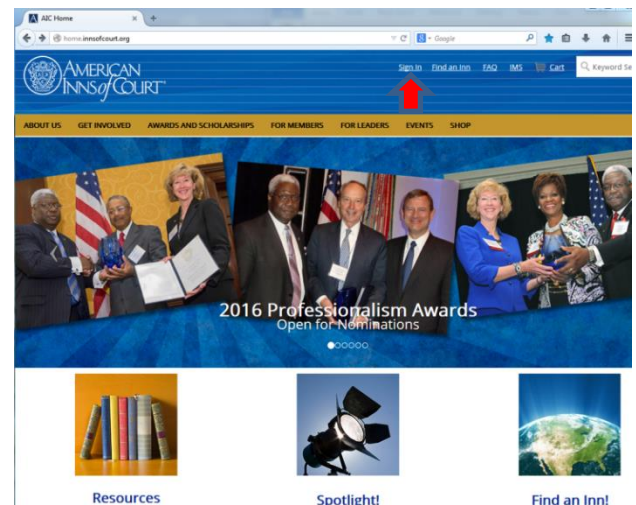 AIC Home
home.innsofcourt.org
Google
AMERICAN
INNS of COURT
Sign In Find an Inn FAQ IMS Cart Keyword Se
ABOUT US GET INVOLVED AWARDS AND SCHOLARSHIPS FOR MEMBERS FOR LEADERS EVENTS SHOP
2016 Professionalism Awards
Open for Nominations
Resources Spotlight! Find an Inn!